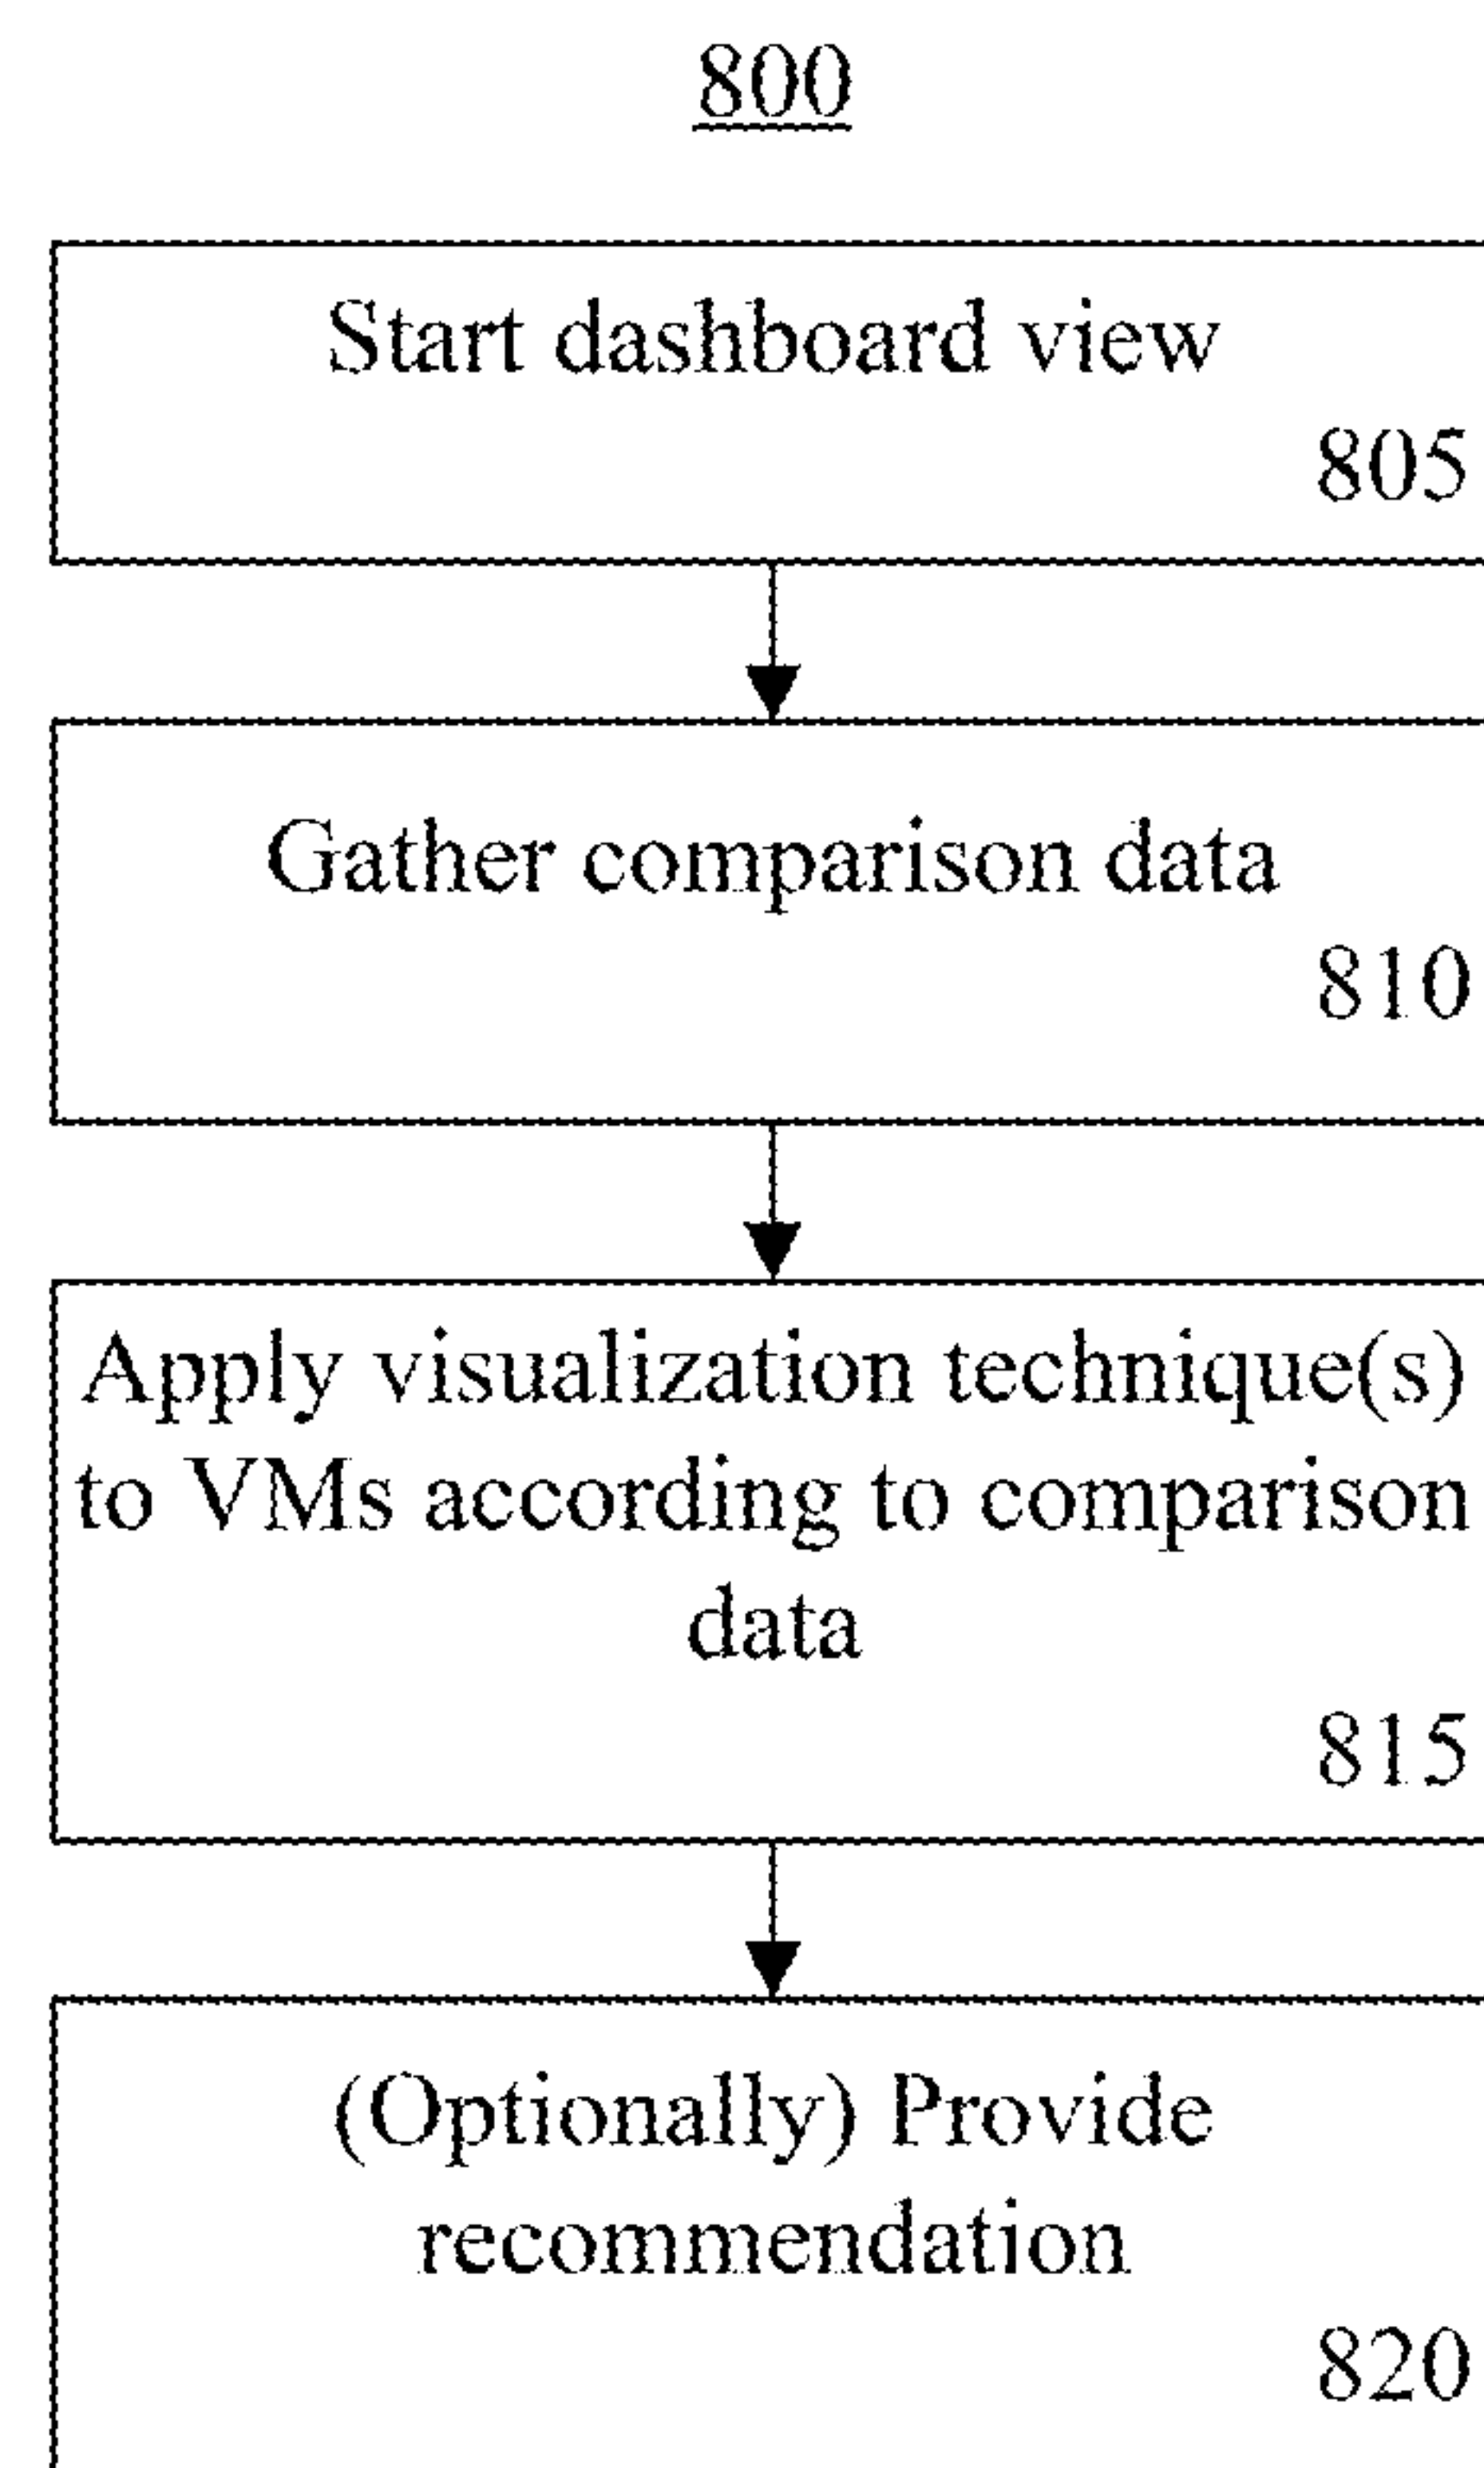 800
Start dashboard view
805
Gather comparison data
810
Apply visualization technique(s)
to VMs according to comparison
data
815
(Optionally) Provide
recommendation
820